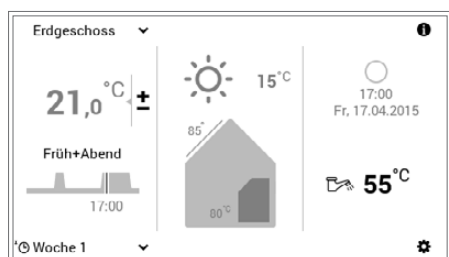 Erdgeschoss
21,0°C ±
Früh+Abend
17:00
Woche 1
15°C
85°
80°C
17:00
Fr, 17.04.2015
55°C